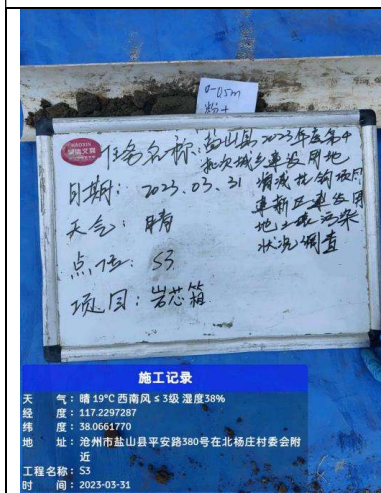 0-0.5m
粉土
任务名称:盐山县2023年度第4
批次城乡建设用地
增减挂钩项目
建新区建设用
地土壤污染
状况调查
日期:2023.03.31
天气:晴
点位:S3
项目:岩芯箱
施工记录
天 气:晴 19°C 西南风 ≤ 3级 湿度38%
经 度:117.2297287
纬 度:38.0661770
地 址:沧州市盐山县平安路380号在北杨庄村委会附
近
工程名称:S3
时 间:2023-03-31